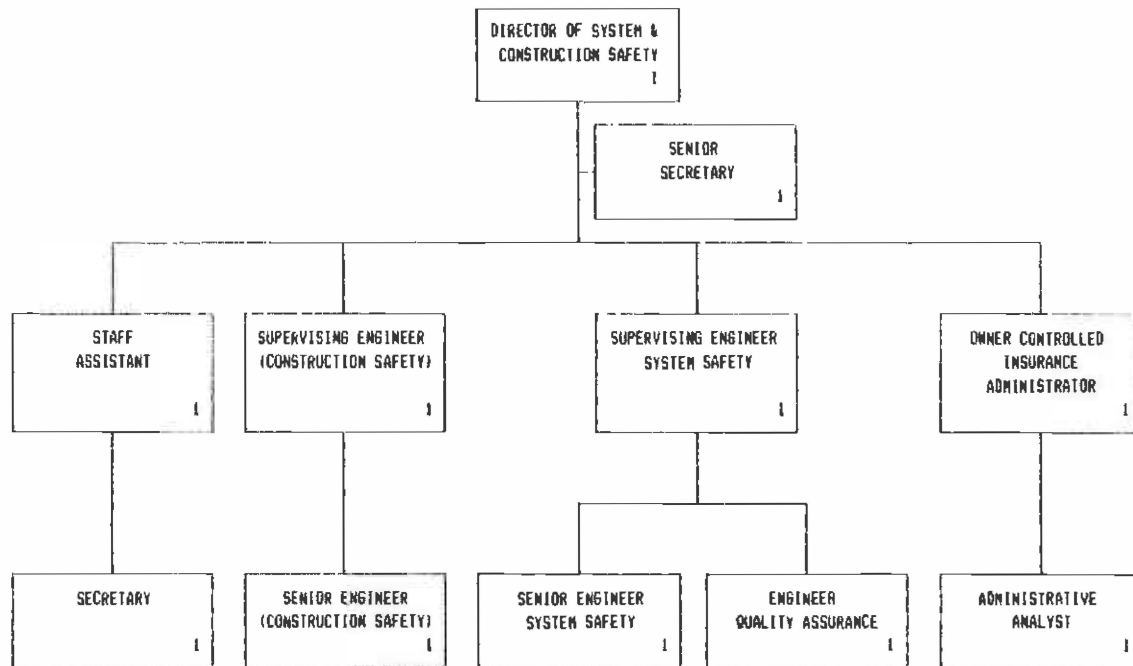 DIRECTOR OF SYSTEM &
CONSTRUCTION SAFETY
1
SENIOR
SECRETARY
1
STAFF
ASSISTANT
1
SUPERVISING ENGINEER
(CONSTRUCTION SAFETY)
1
SUPERVISING ENGINEER
SYSTEM SAFETY
1
OWNER CONTROLLED
INSURANCE
ADMINISTRATOR
1
SECRETARY
1
SENIOR ENGINEER
(CONSTRUCTION SAFETY)
1
SENIOR ENGINEER
SYSTEM SAFETY
1
ENGINEER
QUALITY ASSURANCE
1
ADMINISTRATIVE
ANALYST
1